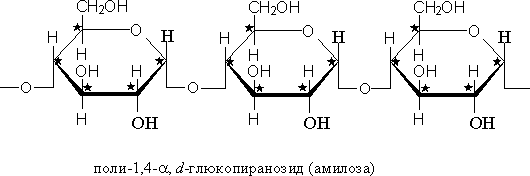 CH₂OH CH₂OH CH₂OH
O O O
H H H H H H
H H H
OH H OH H OH H
O O O O
H OH H OH H OH
поли-1,4-α, d-глюкопиранозид (амилоза)